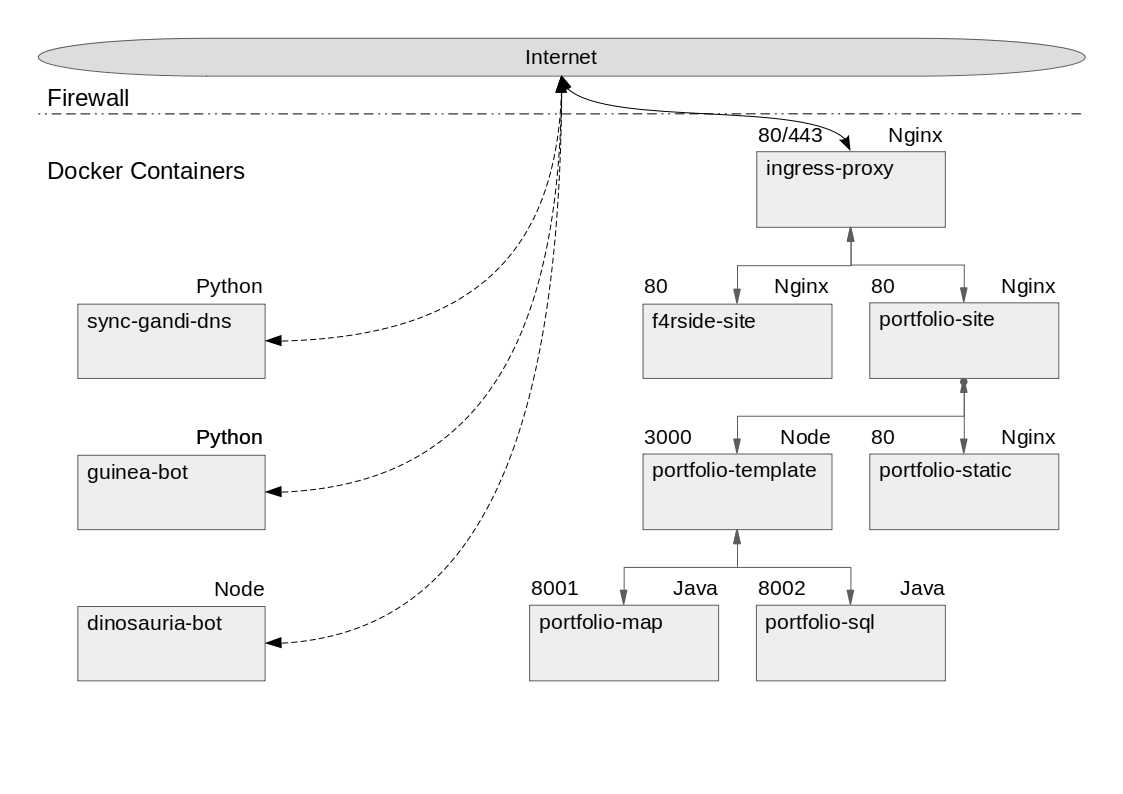 Internet
Firewall
80/443 Nginx
ingress-proxy
Docker Containers
Python
sync-gandi-dns
80 Nginx
f4rside-site
80 Nginx
portfolio-site
Python
guinea-bot
3000 Node
portfolio-template
80 Nginx
portfolio-static
Node
dinosauria-bot
8001 Java
portfolio-map
8002 Java
portfolio-sql